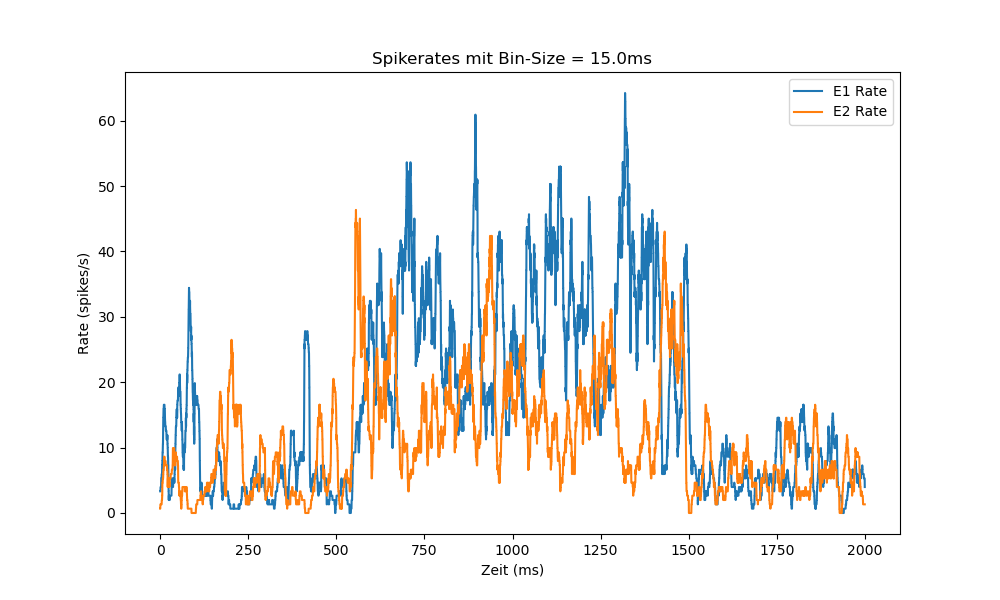 Spikerates mit Bin-Size = 15.0ms
E1 Rate
E2 Rate
Rate (spikes/s)
60
50
40
30
20
10
0
0 250 500 750 1000 1250 1500 1750 2000
Zeit (ms)